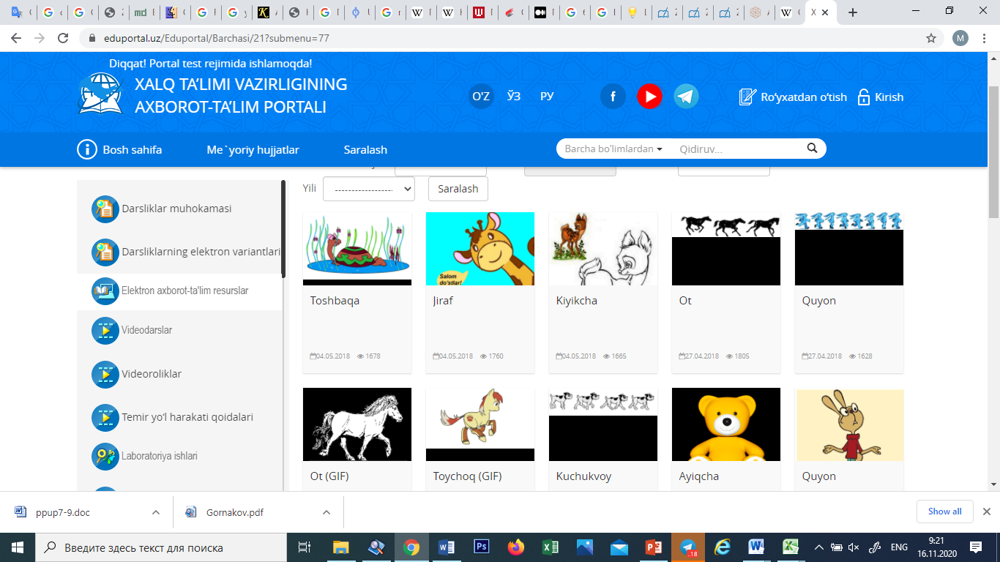 eduportal.uz/Eduportal/Barchasi/21?submenu=77
M
Diqqat! Portal test rejimida ishlamoqda!
XALQ TA’LIMI VAZIRLIGINING
AXBOROT-TA’LIM PORTALI
O'Z ЎЗ РУ
Ro‘yxatdan o‘tish Kirish
Bosh sahifa Me`yoriy hujjatlar Saralash
Barcha bo'limlardan Qidiruv...
Yili ------------------ Saralash
Darsliklar muhokamasi
Darsliklarning elektron variantlari
Elektron axborot-ta'lim resurslar
Videodarslar
Videoroliklar
Temir yo‘l harakati qoidalari
Laboratoriya ishlari
Salom
do'stlar!
Toshbaqa Jiraf Kiyikcha Ot Quyon
04.05.2018 1678 04.05.2018 1760 04.05.2018 1665 27.04.2018 1805 27.04.2018 1628
Ot (GIF) Toychoq (GIF) Kuchukvoy Ayiqcha Quyon
ppup7-9.doc Gornakov.pdf Show all
Введите здесь текст для поиска
..18
ENG
9:21
16.11.2020